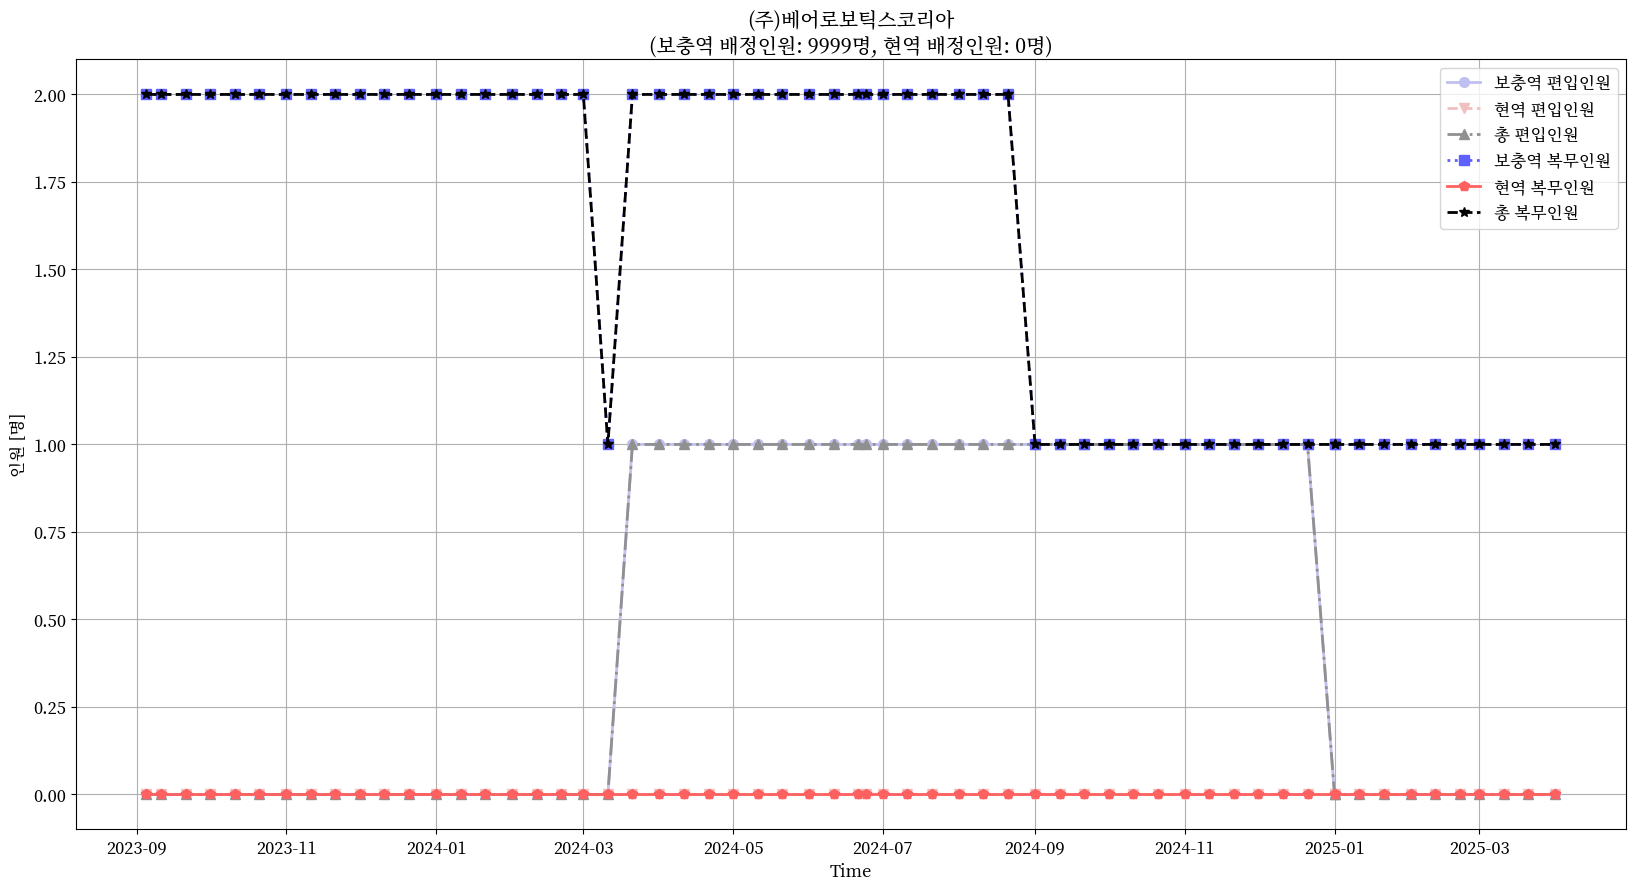 (주)베어로보틱스코리아
(보충역 배정인원: 9999명, 현역 배정인원: 0명)
보충역 편입인원
현역 편입인원
총 편입인원
보충역 복무인원
현역 복무인원
총 복무인원
인원 [명]
2.00
1.75
1.50
1.25
1.00
0.75
0.50
0.25
0.00
2023-09 2023-11 2024-01 2024-03 2024-05 2024-07 2024-09 2024-11 2025-01 2025-03
Time